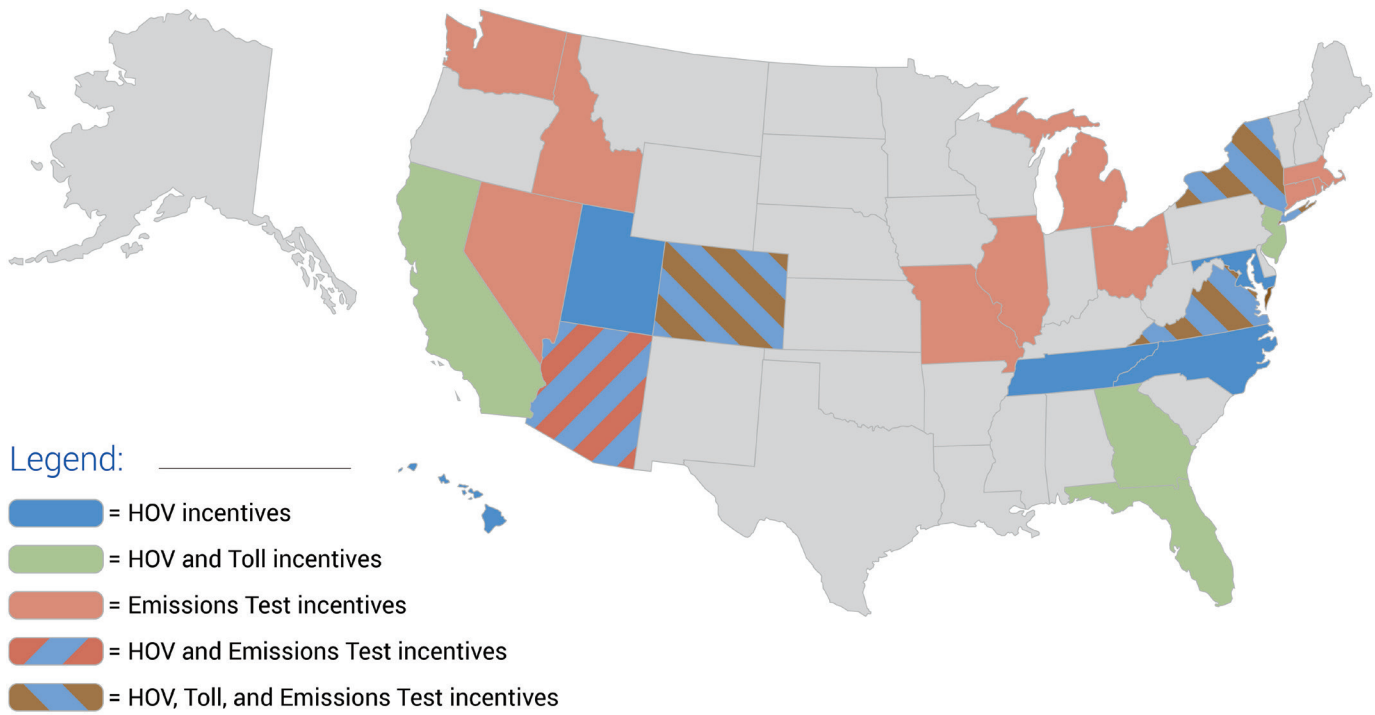 Legend:
= HOV incentives
= HOV and Toll incentives
= Emissions Test incentives
= HOV and Emissions Test incentives
= HOV, Toll, and Emissions Test incentives